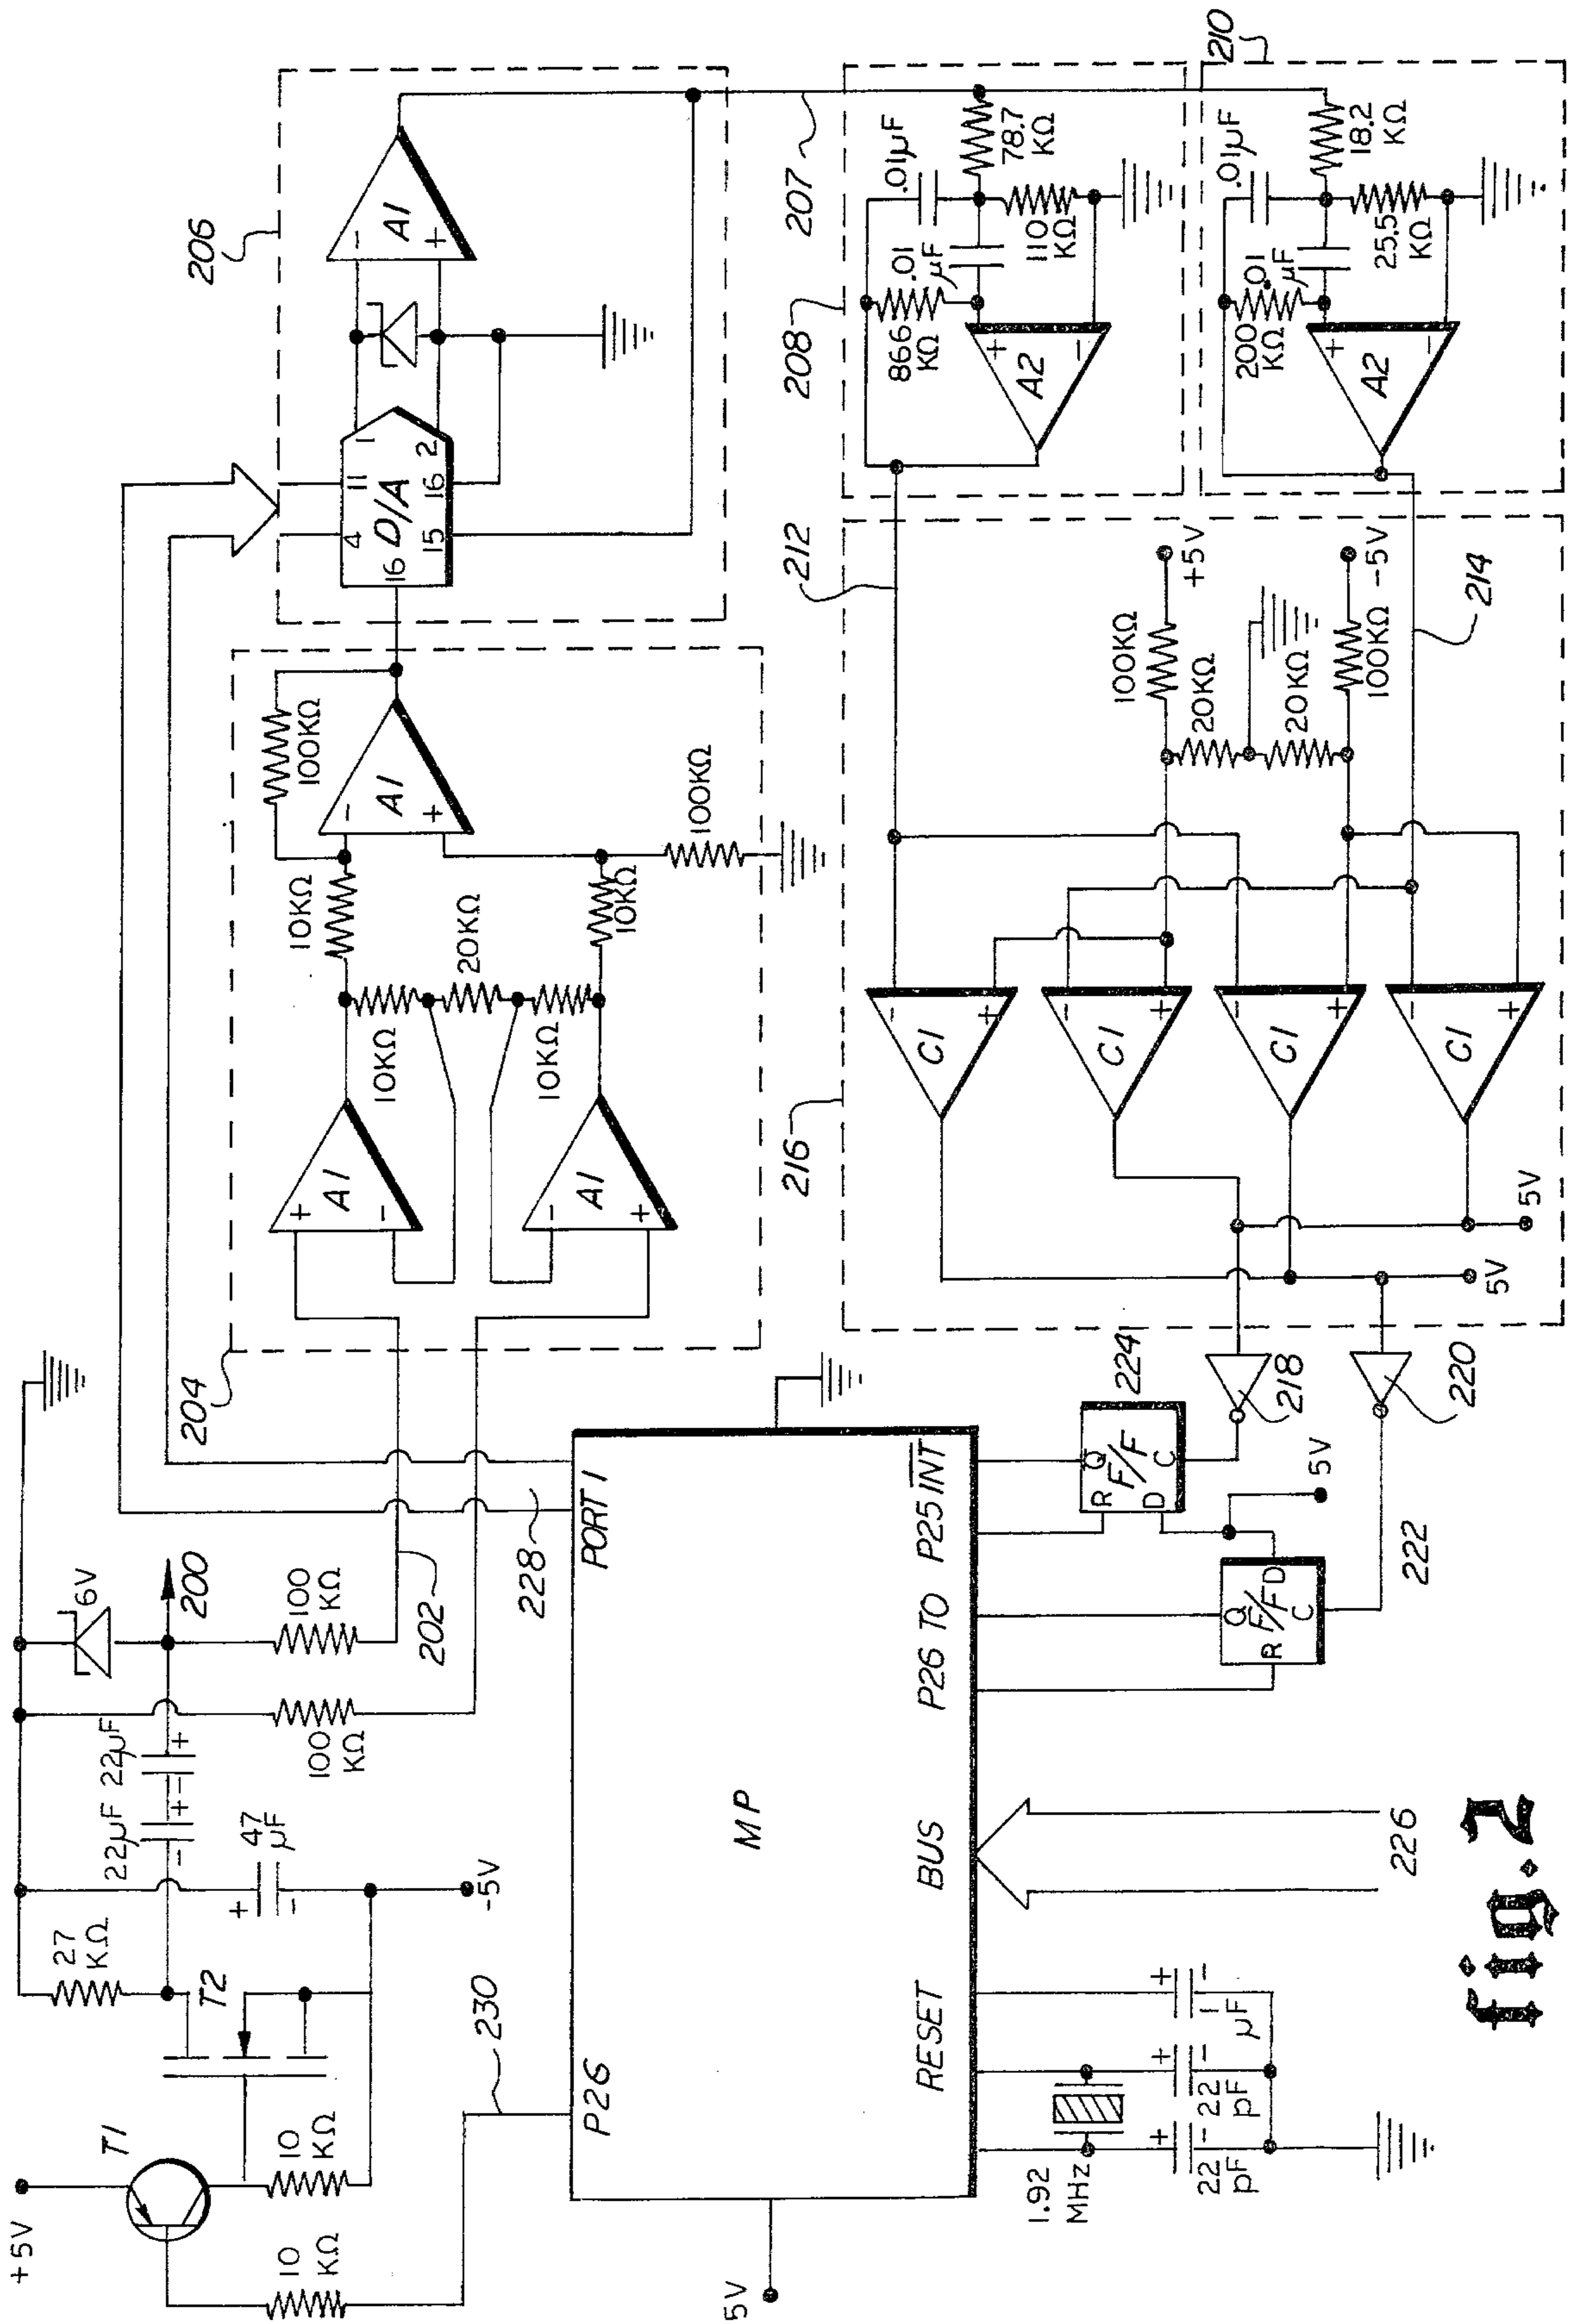 +5V
T1
10
KΩ
10
KΩ
T2
27
KΩ
47
µF
+
-
-5V
22µF
22µF
-
+
-
+
6V
200
100
KΩ
100
KΩ
202
228
230
204
A1
+
-
A1
-
+
10KΩ
20KΩ
10KΩ
10KΩ
10KΩ
100KΩ
100KΩ
A1
-
+
206
D/A
16
4
11
15
16
1
2
A1
-
+
207
P26
PORT 1
MP
5V
RESET
BUS
P26 TO P25 INT
1.92
MHz
22
pF
+
-
22
pF
+
-
1
µF
+
-
226
F/F
R
Q
D
C
222
F/F
R
Q
D
C
224
5V
218
220
216
C1
-
+
C1
-
+
C1
-
+
C1
-
+
5V
5V
100KΩ
+5V
20KΩ
20KΩ
100KΩ
-5V
212
214
208
866
KΩ
.01
µF
.01µF
78.7
KΩ
110
KΩ
A2
+
-
210
200
KΩ
.01
µF
.01µF
18.2
KΩ
25.5
KΩ
A2
+
-
fig.2